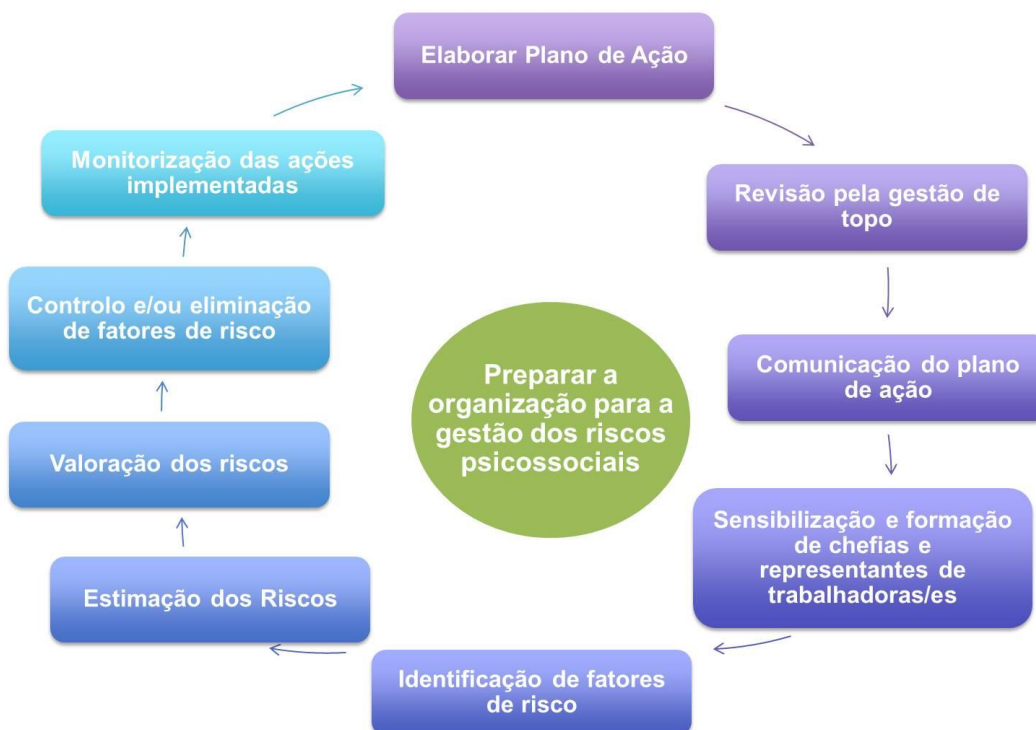 Elaborar Plano de Ação
Revisão pela gestão de
topo
Comunicação do plano
de ação
Sensibilização e formação
de chefias e
representantes de
trabalhadoras/es
Identificação de fatores
de risco
Estimação dos Riscos
Valoração dos riscos
Controlo e/ou eliminação
de fatores de risco
Monitorização das ações
implementadas
Preparar a
organização para a
gestão dos riscos
psicossociais